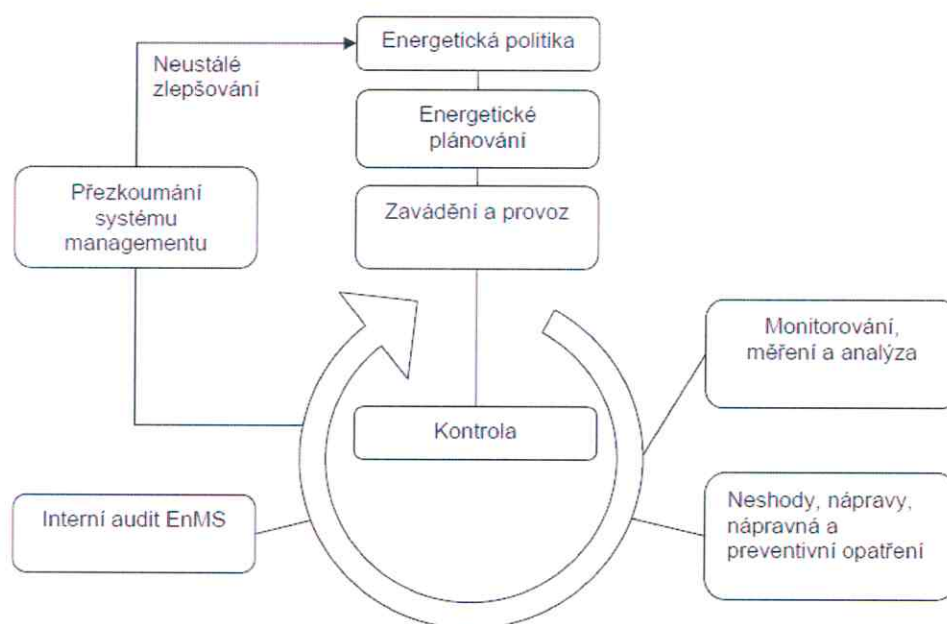 Energetická politika
Neustálé
zlepšování
Energetické
plánování
Přezkoumání
systému
managementu
Zavádění a provoz
Monitorování,
měření a analýza
Kontrola
Interní audit EnMS
Neshody, nápravy,
nápravná a
preventivní opatření